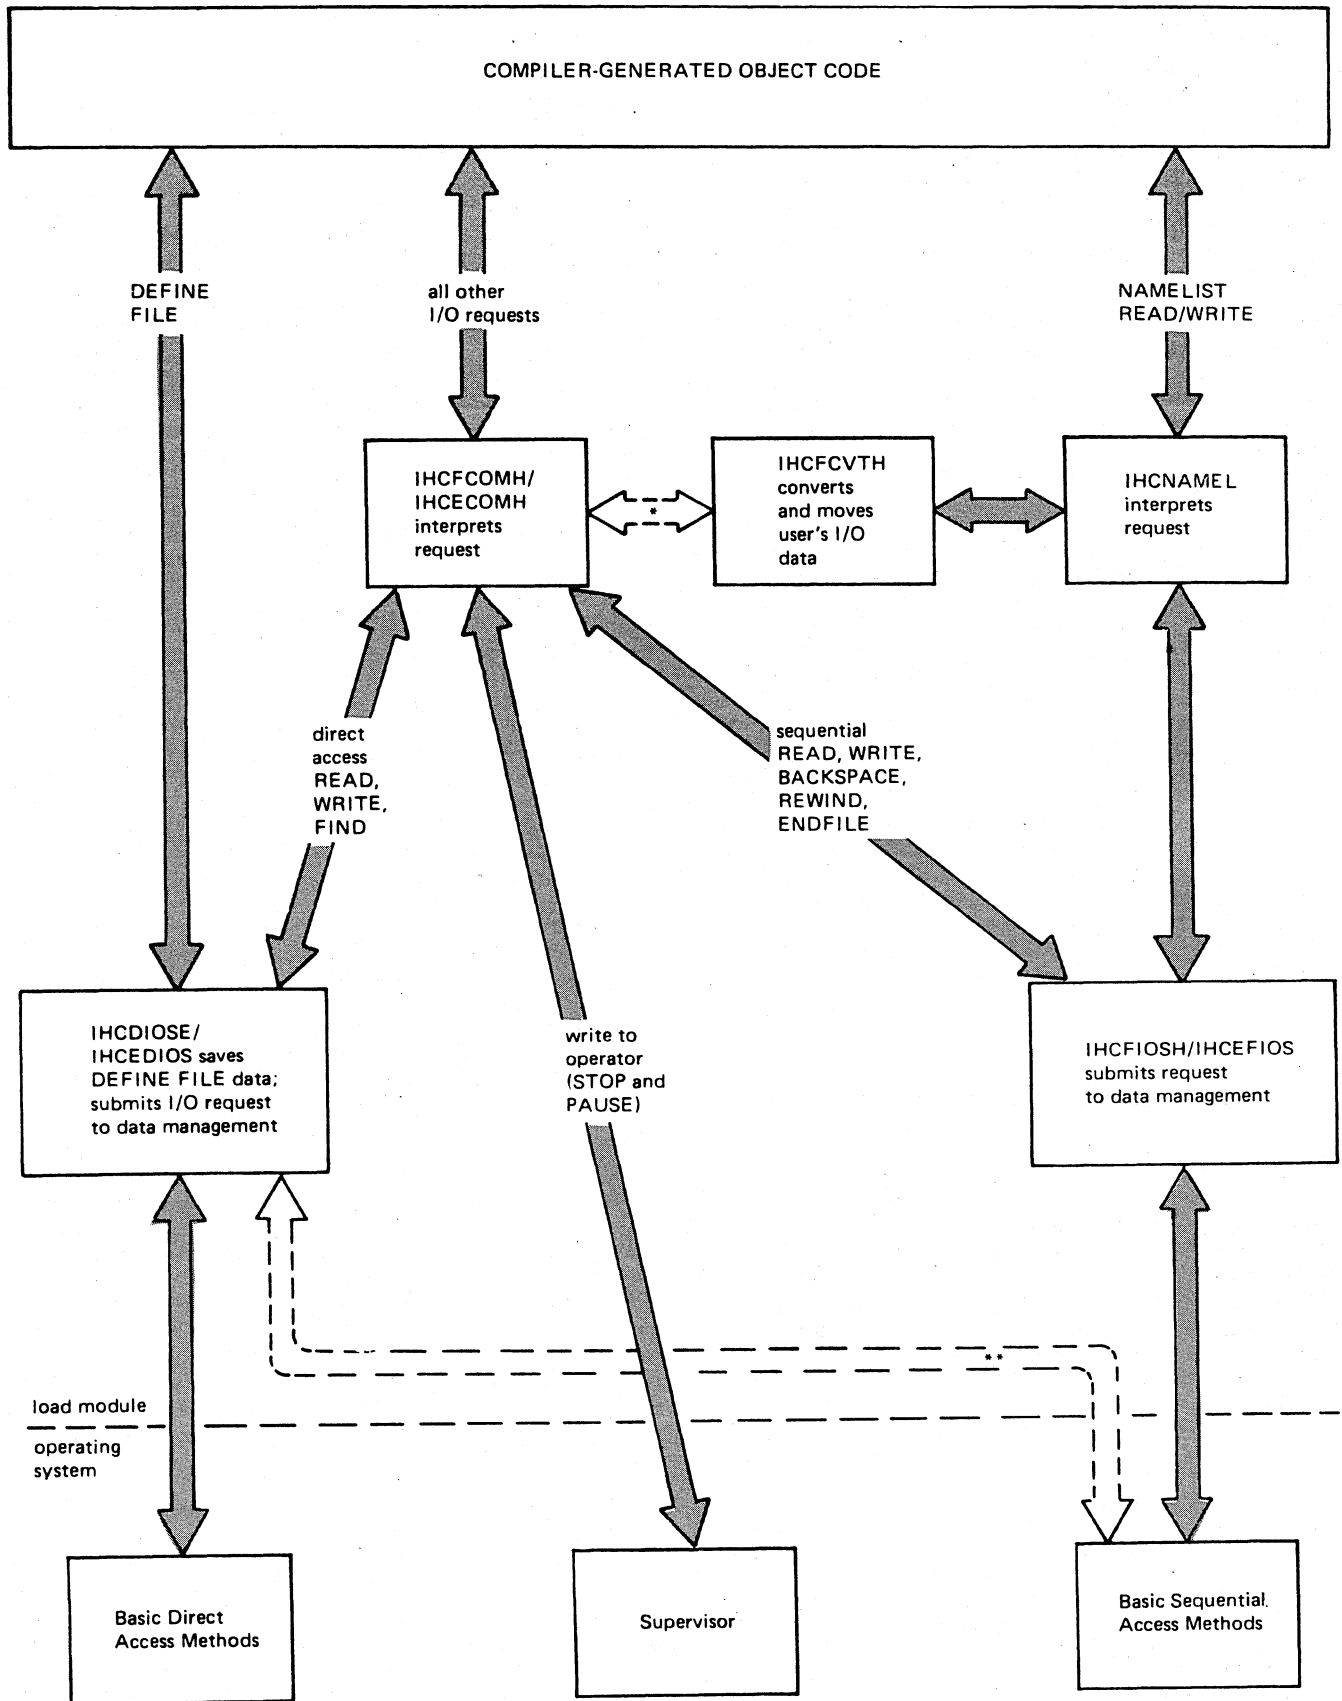 COMPILER-GENERATED OBJECT CODE
DEFINE
FILE
all other
I/O requests
NAMELIST
READ/WRITE
IHCFCOMH/
IHCECOMH
interprets
request
*
IHCFCVTH
converts
and moves
user's I/O
data
IHCNAMEL
interprets
request
direct
access
READ,
WRITE,
FIND
sequential
READ, WRITE,
BACKSPACE,
REWIND,
ENDFILE
IHCDIOSE/
IHCEDIOS saves
DEFINE FILE data;
submits I/O request
to data management
write to
operator
(STOP and
PAUSE)
IHCFIOSH/IHCEFIOS
submits request
to data management
**
load module
operating
system
Basic Direct
Access Methods
Supervisor
Basic Sequential
Access Methods